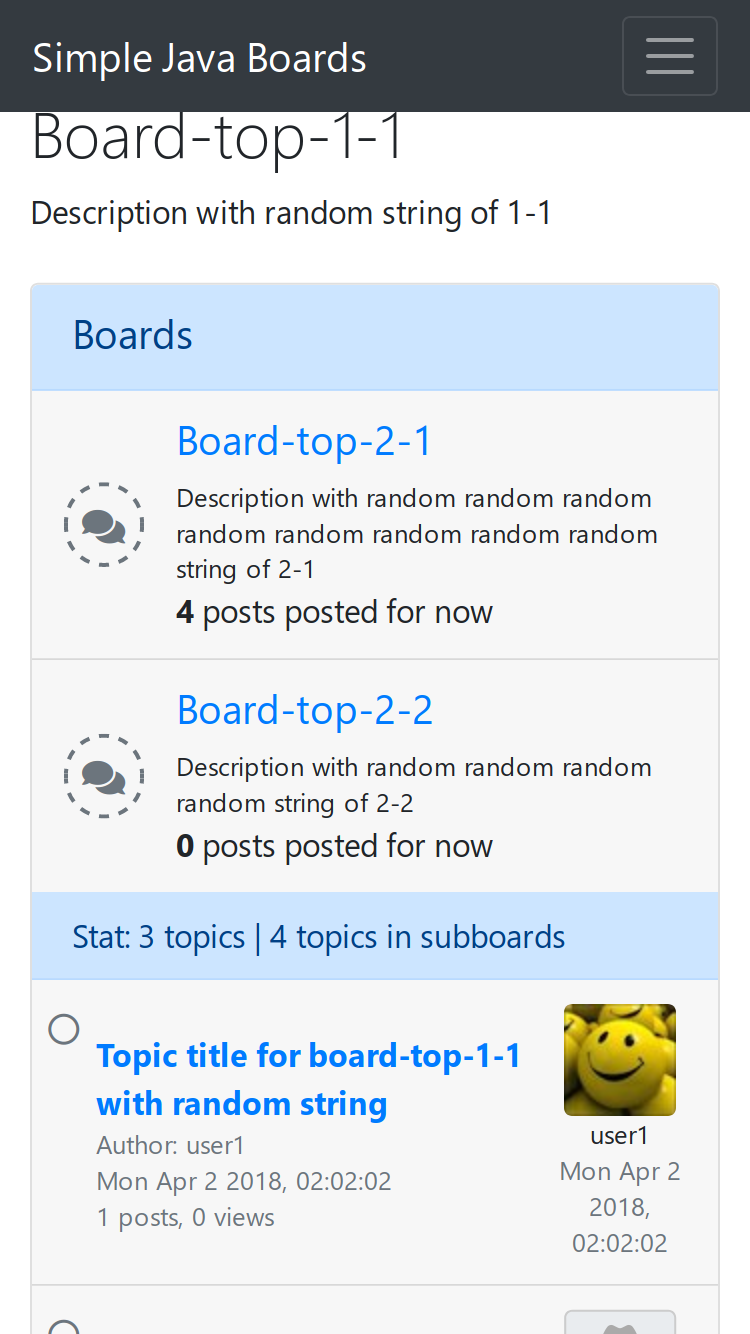 Simple Java Boards
Board-top-1-1
Description with random string of 1-1
Boards
Board-top-2-1
Description with random random random
random random random random random
string of 2-1
4 posts posted for now
Board-top-2-2
Description with random random random
random string of 2-2
0 posts posted for now
Stat: 3 topics | 4 topics in subboards
Topic title for board-top-1-1
with random string
Author: user1
Mon Apr 2 2018, 02:02:02
1 posts, 0 views
user1
Mon Apr 2
2018,
02:02:02